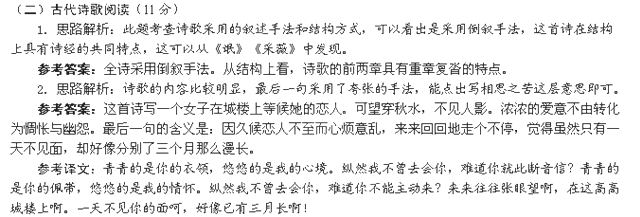 （二）古代诗歌阅读（11 分）
1. 思路解析：此题考查诗歌采用的叙述手法和结构方式，可以看出是采用倒叙手法，这首诗在结构
上具有诗经的共同特点，这可以从《氓》《采薇》中发现。
参考答案：全诗采用倒叙手法。从结构上看，诗歌的前两章具有重章复沓的特点。
2. 思路解析：诗歌的内容比较明显，最后一句采用了夸张的手法，能点出写相思之苦这层意思即可。
参考答案：这首诗写一个女子在城楼上等候她的恋人。可望穿秋水，不见人影。浓浓的爱意不由转化
为惆怅与幽怨。最后一句的含义是：因久候恋人不至而心烦意乱，来来回回地走个不停，觉得虽然只有一
天不见面，却好像分别了三个月那么漫长。
参考译文：青青的是你的衣领，悠悠的是我的心境。纵然我不曾去会你，难道你就此断音信？青青的
是你的佩带，悠悠的是我的情怀。纵然我不曾去会你，难道你不能主动来？来来往往张眼望啊，在这高高
城楼上啊。一天不见你的面呵，好像已有三月长啊！